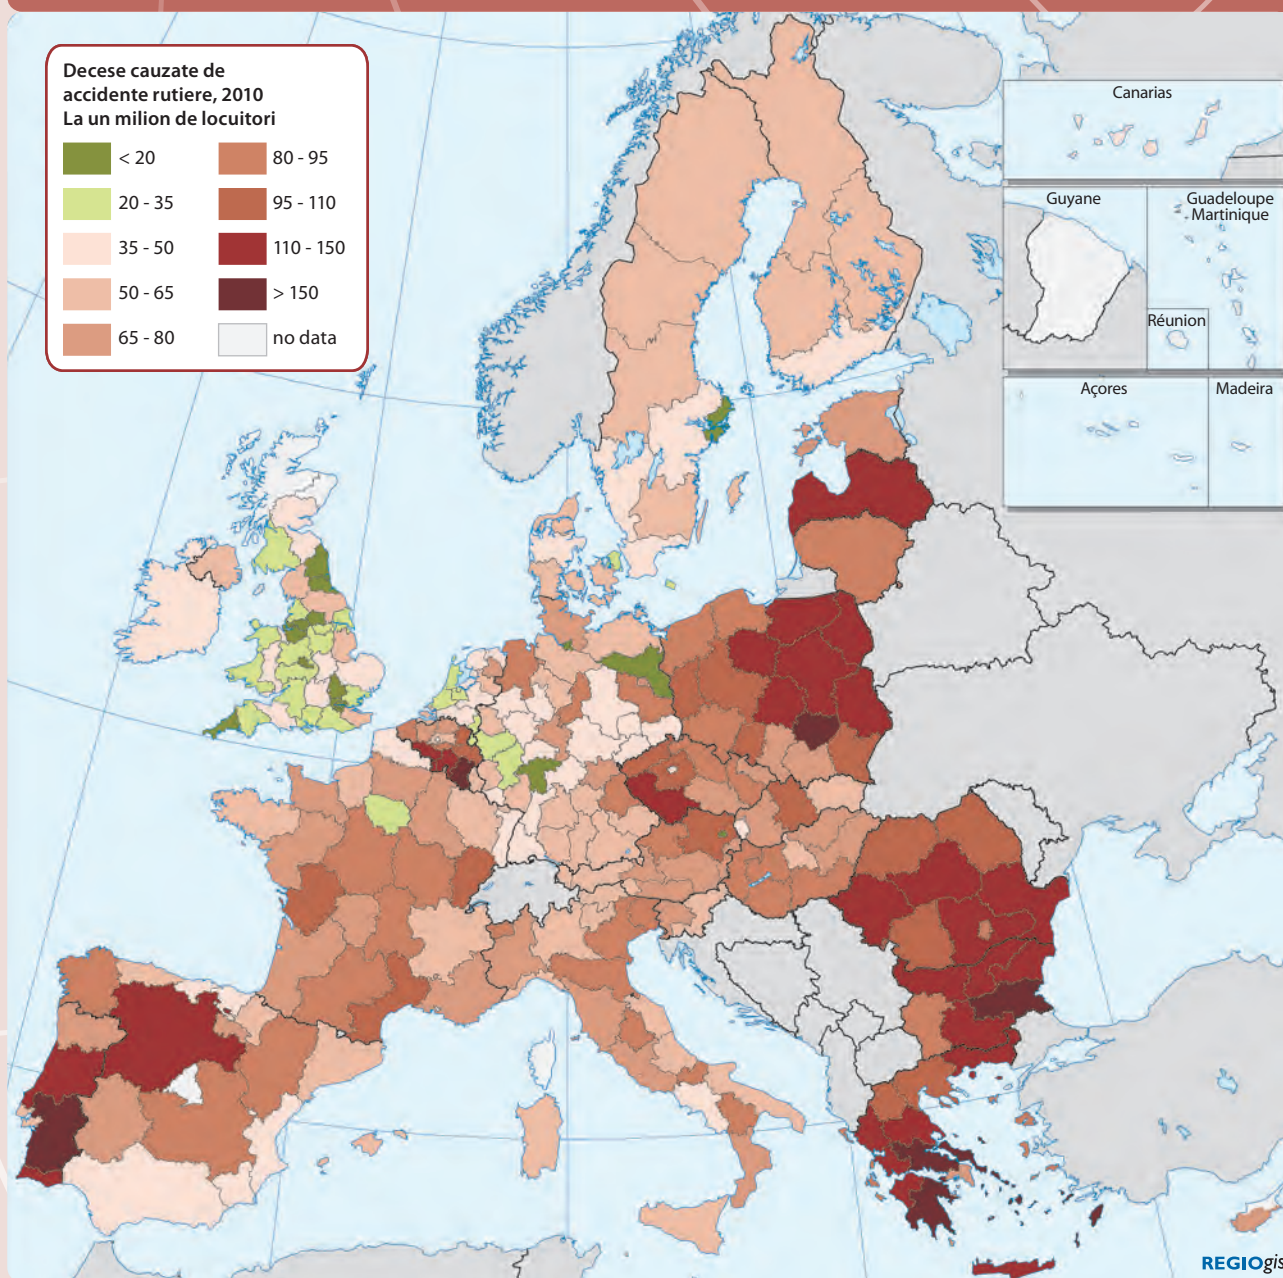 Decese cauzate de
accidente rutiere, 2010
La un milion de locuitori
< 20
20 - 35
35 - 50
50 - 65
65 - 80
80 - 95
95 - 110
110 - 150
> 150
no data
Canarias
Guyane
Guadeloupe
Martinique
Réunion
Açores
Madeira
REGIOgis